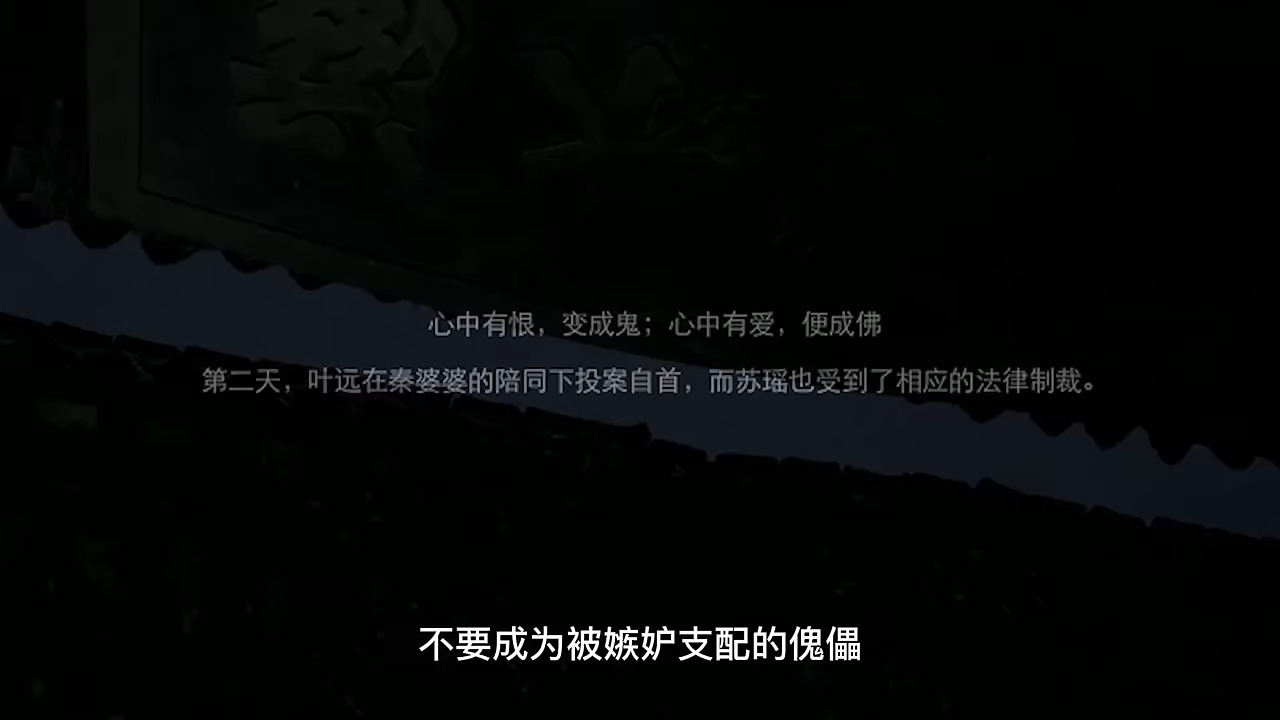 心中有恨，变成鬼；心中有爱，便成佛
第二天，叶远在秦婆婆的陪同下投案自首，而苏瑶也受到了相应的法律制裁。
不要成为被嫉妒支配的傀儡